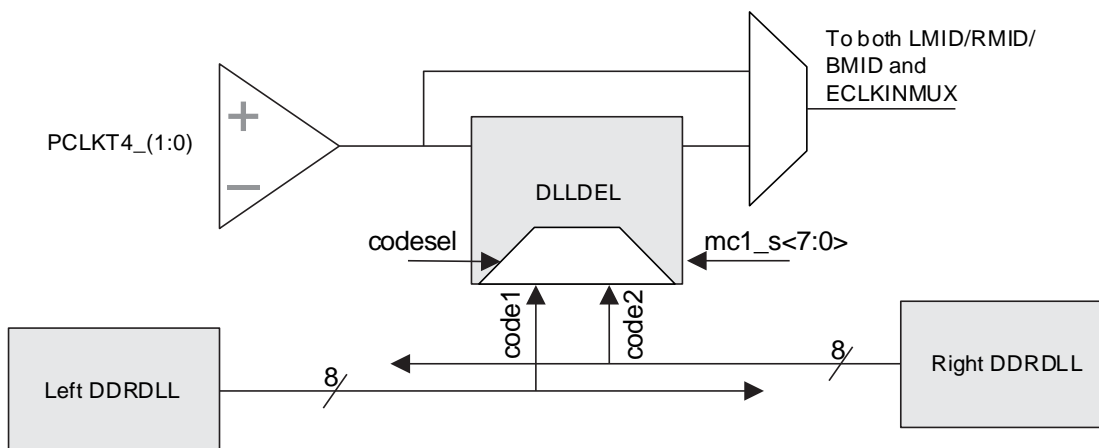 To both LMID/RMID/
BMID and
ECLKINMUX
+
PCLKT4_(1:0)
−
DLLDEL
codesel
mc1_s<7:0>
code1
code2
8
8
Left DDRDLL
Right DDRDLL